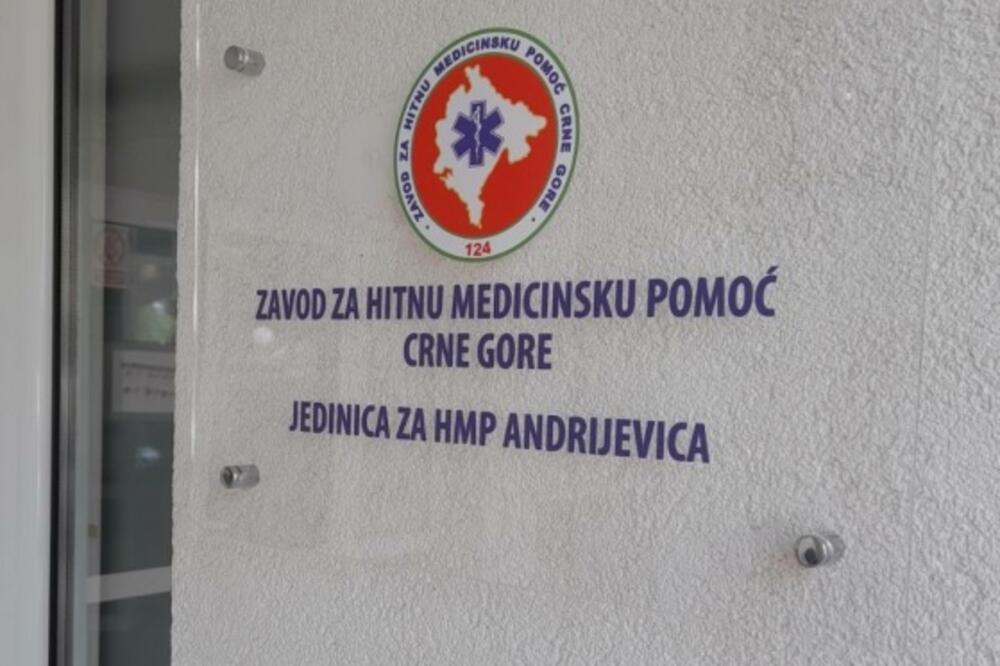 · ZAVOD ZA HITNU MEDICINSKU POMOĆ CRNE GORE ·
124
ZAVOD ZA HITNU MEDICINSKU POMOĆ
CRNE GORE
JEDINICA ZA HMP ANDRIJEVICA